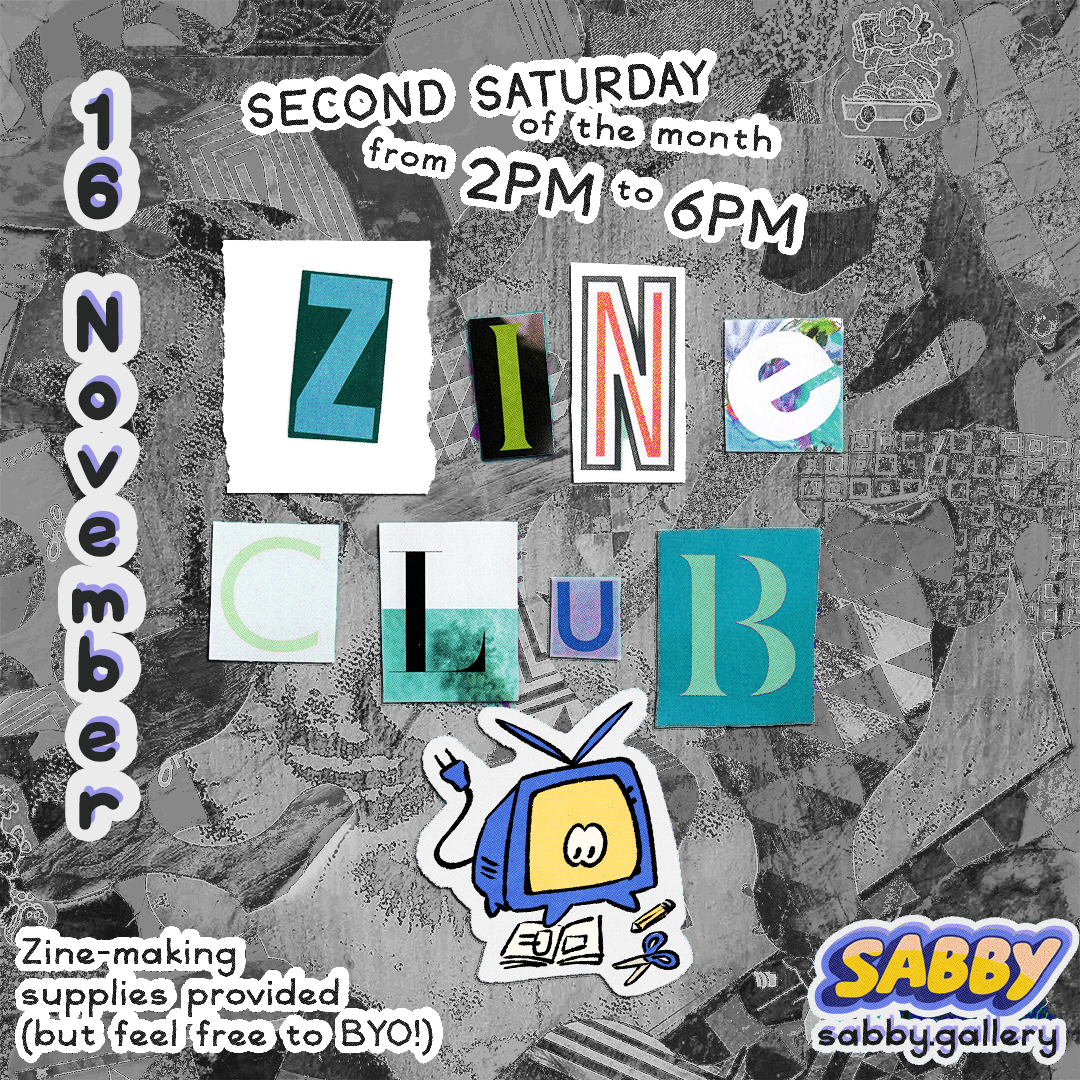 16 November
SECOND SATURDAY
of the month
from 2PM to 6PM
ZINe
CLuB
Zine-making
supplies provided
(but feel free to BYO!)
SABBY
sabby.gallery